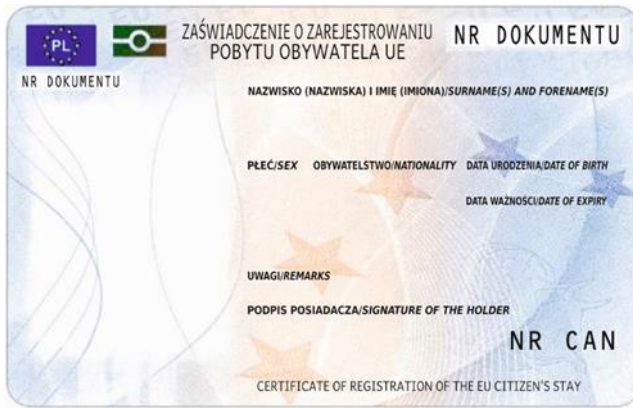 PL
ZAŚWIADCZENIE O ZAREJESTROWANIU
POBYTU OBYWATELA UE
NR DOKUMENTU
NR DOKUMENTU
NAZWISKO (NAZWISKA) I IMIĘ (IMIONA)/SURNAME(S) AND FORENAME(S)
PŁEĆ/SEX OBYWATELSTWO/NATIONALITY DATA URODZENIA/DATE OF BIRTH
DATA WAŻNOŚCI/DATE OF EXPIRY
UWAGI/REMARKS
PODPIS POSIADACZA/SIGNATURE OF THE HOLDER
NR CAN
CERTIFICATE OF REGISTRATION OF THE EU CITIZEN'S STAY